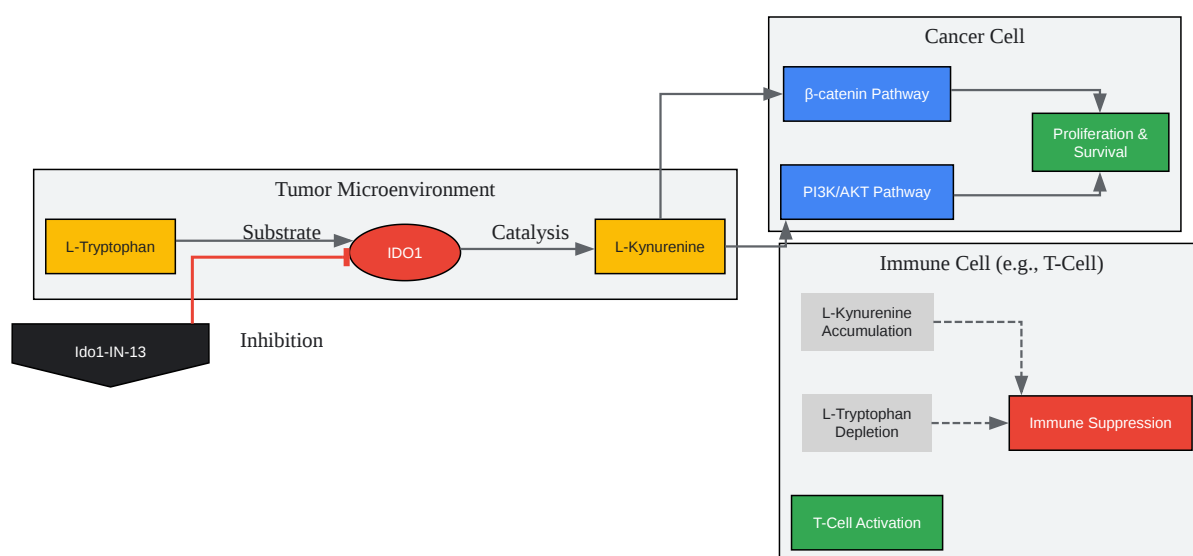 Cancer Cell
β-catenin Pathway
Proliferation &
Survival
PI3K/AKT Pathway
Tumor Microenvironment
L-Tryptophan
Substrate
IDO1
Catalysis
L-Kynurenine
Ido1-IN-13
Inhibition
Immune Cell (e.g., T-Cell)
L-Kynurenine
Accumulation
L-Tryptophan
Depletion
Immune Suppression
T-Cell Activation